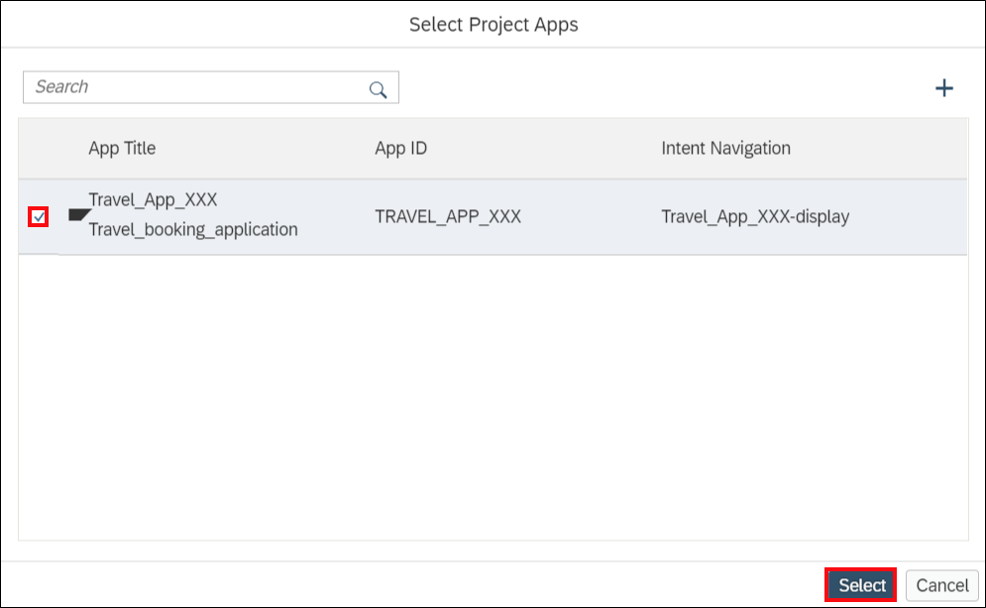 Select Project Apps
Search
App Title App ID Intent Navigation
Travel_App_XXX
Travel_booking_application TRAVEL_APP_XXX Travel_App_XXX-display
Select Cancel